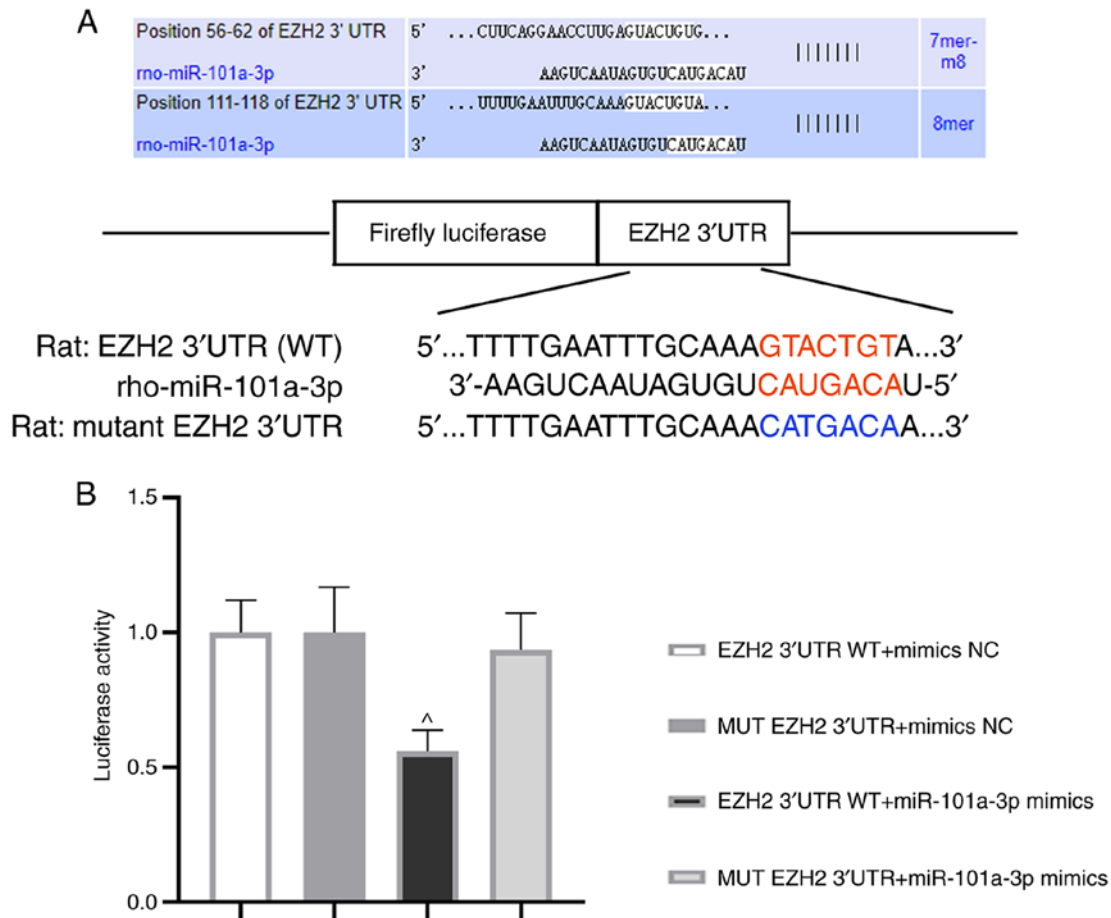 A
Position 56-62 of EZH2 3' UTR 5' ...CUUCAGGAACCUUGAGUACUGUG... 7mer-m8
rno-miR-101a-3p 3' AAGUCAAUAGUGUCAUGACAU
Position 111-118 of EZH2 3' UTR 5' ...UUUUGAAUUUGCAAAGUACUGUA... 8mer
rno-miR-101a-3p 3' AAGUCAAUAGUGUCAUGACAU
Firefly luciferase EZH2 3′UTR
Rat: EZH2 3′UTR (WT) 5′...TTTTGAATTTGCAAAGTACTGTA...3′
rho-miR-101a-3p 3′-AAGUCAAUAGUGUCAUGACAU-5′
Rat: mutant EZH2 3′UTR 5′...TTTTGAATTTGCAAACATGACAA...3′
B
Luciferase activity
1.5
1.0
0.5
0.0
^
EZH2 3′UTR WT+mimics NC
MUT EZH2 3′UTR+mimics NC
EZH2 3′UTR WT+miR-101a-3p mimics
MUT EZH2 3′UTR+miR-101a-3p mimics